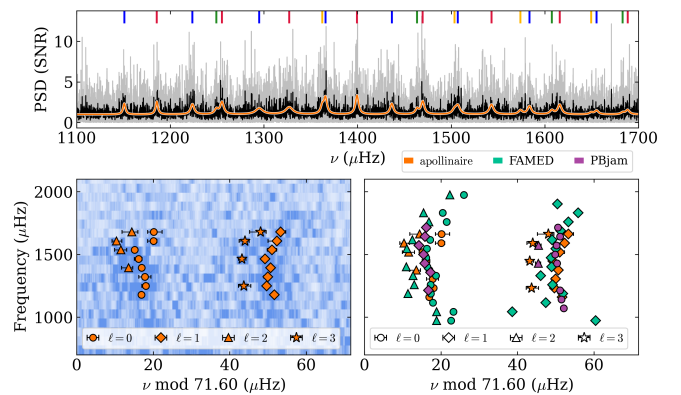 PSD (SNR)
10
5
0
1100
1200
1300
1400
1500
1600
1700
ν (μHz)
apollinaire
FAMED
PBjam
Frequency (μHz)
2000
1500
1000
ℓ=0
ℓ=1
ℓ=2
ℓ=3
ℓ=0
ℓ=1
ℓ=2
ℓ=3
0
20
40
60
0
20
40
60
ν mod 71.60 (μHz)
ν mod 71.60 (μHz)